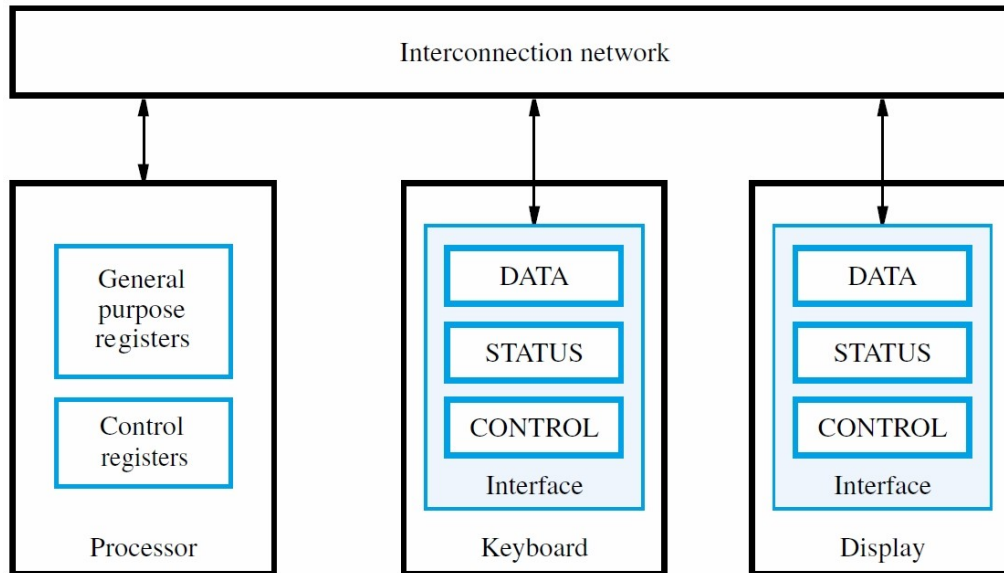 Interconnection network
General
purpose
registers
Control
registers
Processor
DATA
STATUS
CONTROL
Interface
Keyboard
DATA
STATUS
CONTROL
Interface
Display